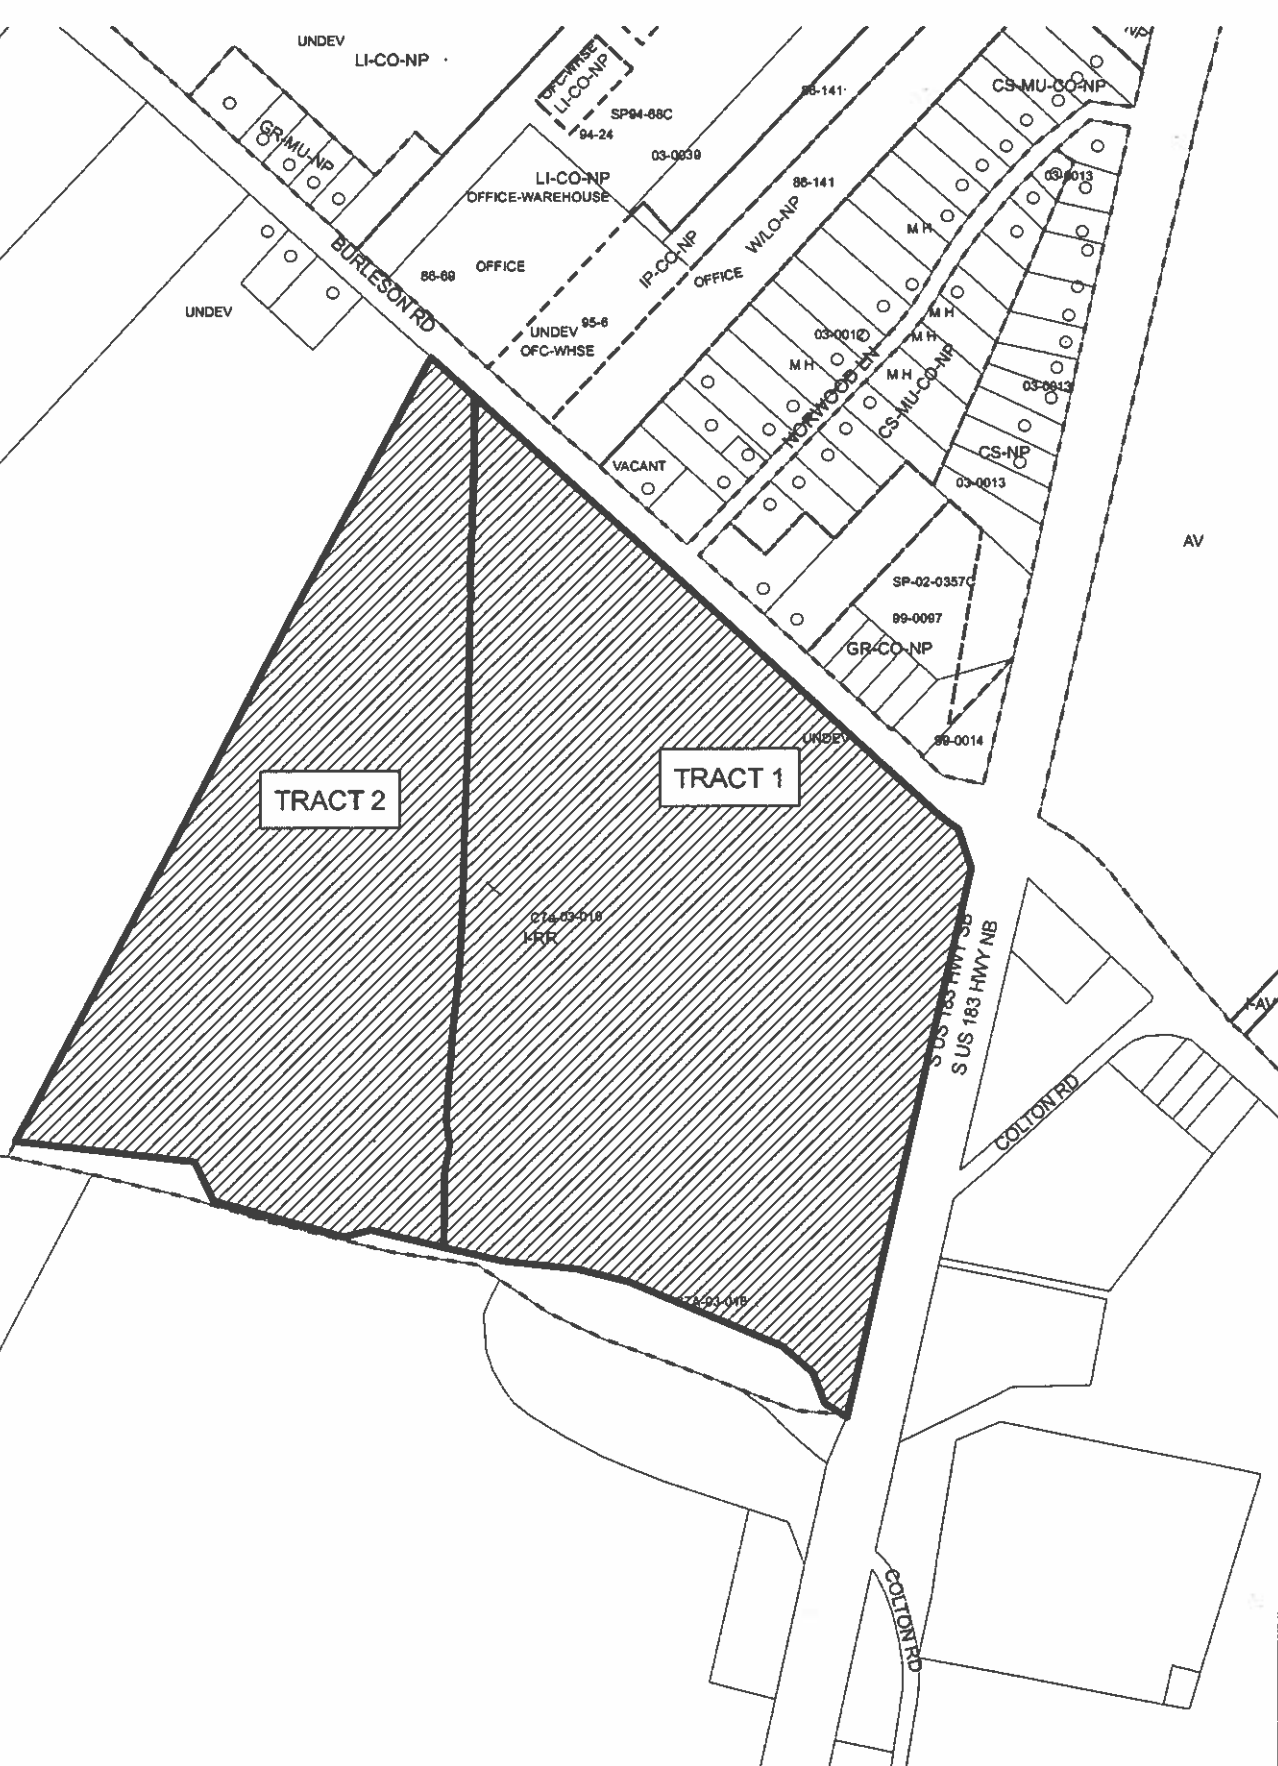 UNDEV
LI-CO-NP
OFC-WHSE
LI-CO-NP
NP
CS-MU-CO-NP
SP94-68C
94-24
86-141
GR-MU-NP
03-0039
LI-CO-NP
OFFICE-WAREHOUSE
86-141
03-0013
W/LO-NP
M H
BURLESON RD
IP-CO-NP
86-69
OFFICE
OFFICE
UNDEV
UNDEV
95-6
OFC-WHSE
M H
03-0012
M H
M H
M H
NORWOOD LN
CS-MU-CO-NP
03-0013
VACANT
CS-NP
03-0013
AV
SP-02-0357C
99-0097
GR-CO-NP
UNDEV
99-0014
TRACT 1
TRACT 2
I-RR
S US 183 HWY SB
S US 183 HWY NB
I-AV
COLTON RD
COLTON RD